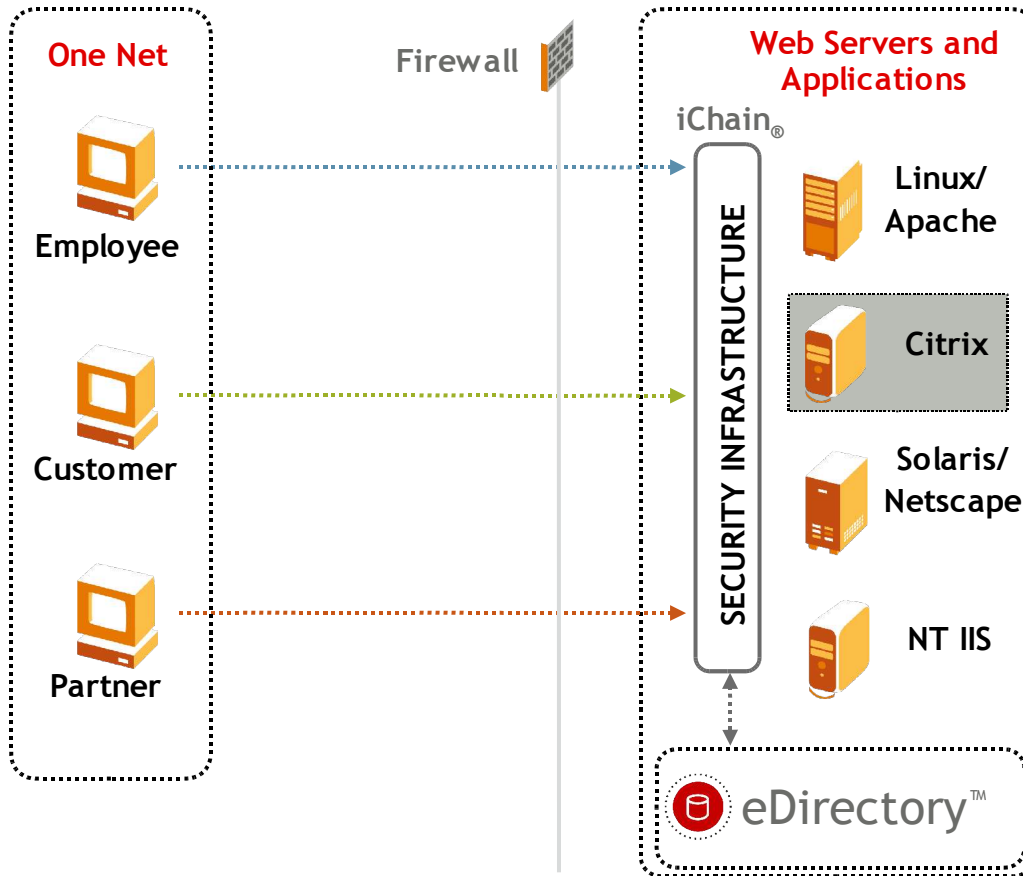 One Net
Employee
Customer
Partner
Firewall
Web Servers and
Applications
iChain®
SECURITY INFRASTRUCTURE
Linux/
Apache
Citrix
Solaris/
Netscape
NT IIS
eDirectory™